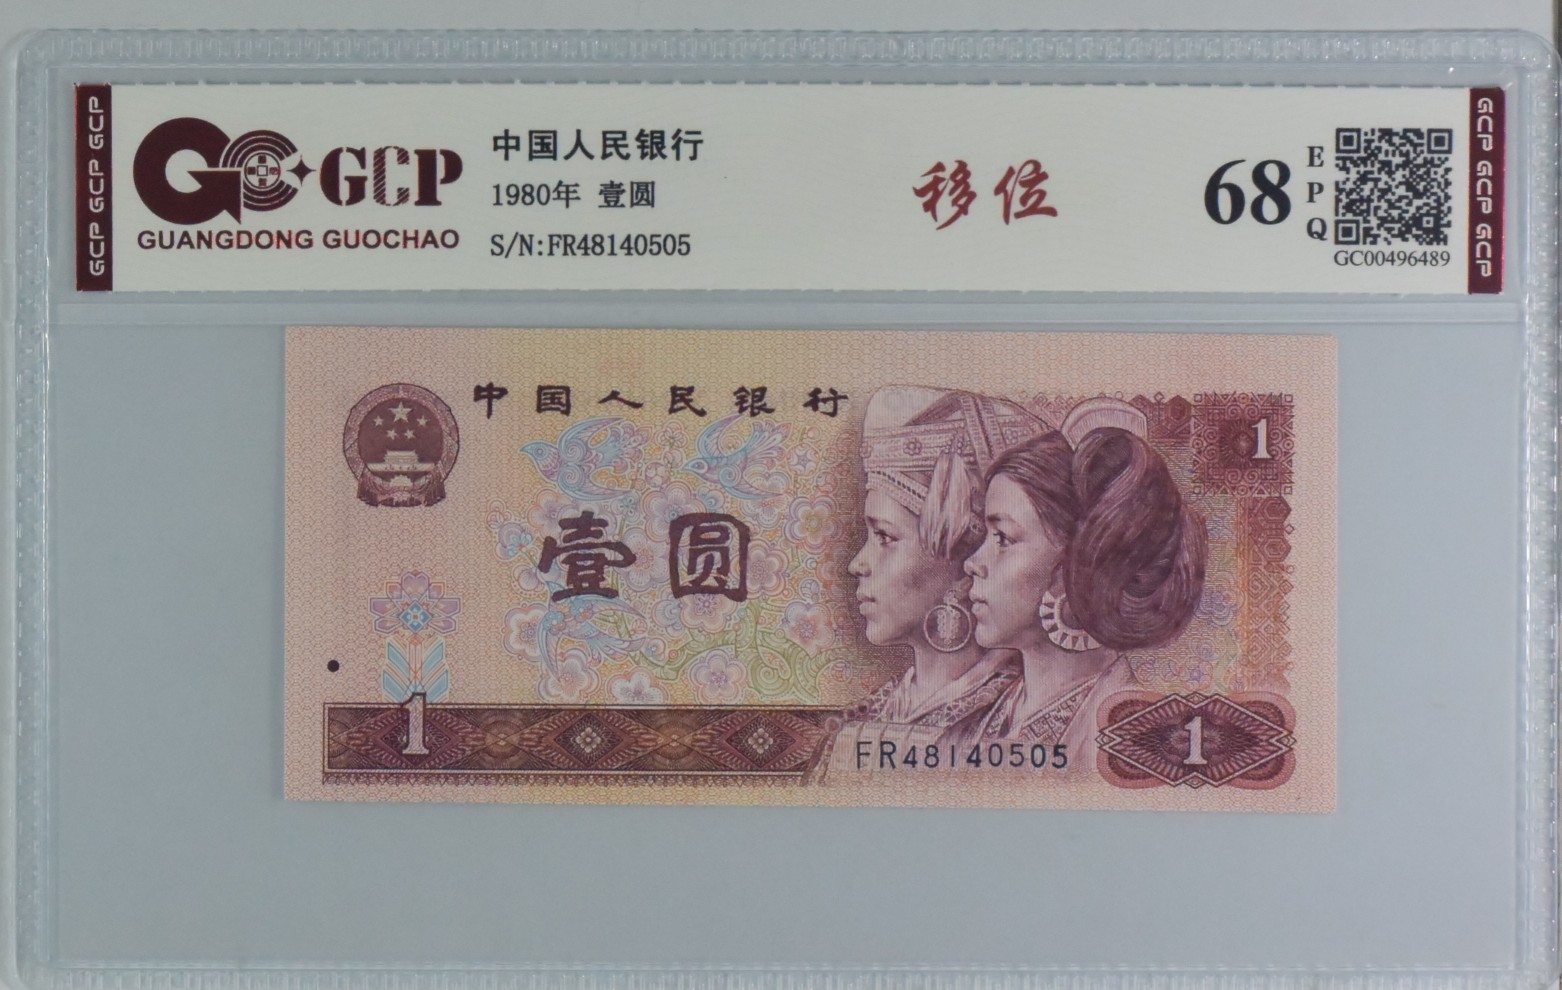 GCP GCP GCP
GCP
GUANGDONG GUOCHAO
中国人民银行
1980年 壹圆
S/N:FR48140505
移位
68
EPQ
GC00496489
GCP GCP GCP
中国人民银行
1
壹圆
1
FR48140505
1